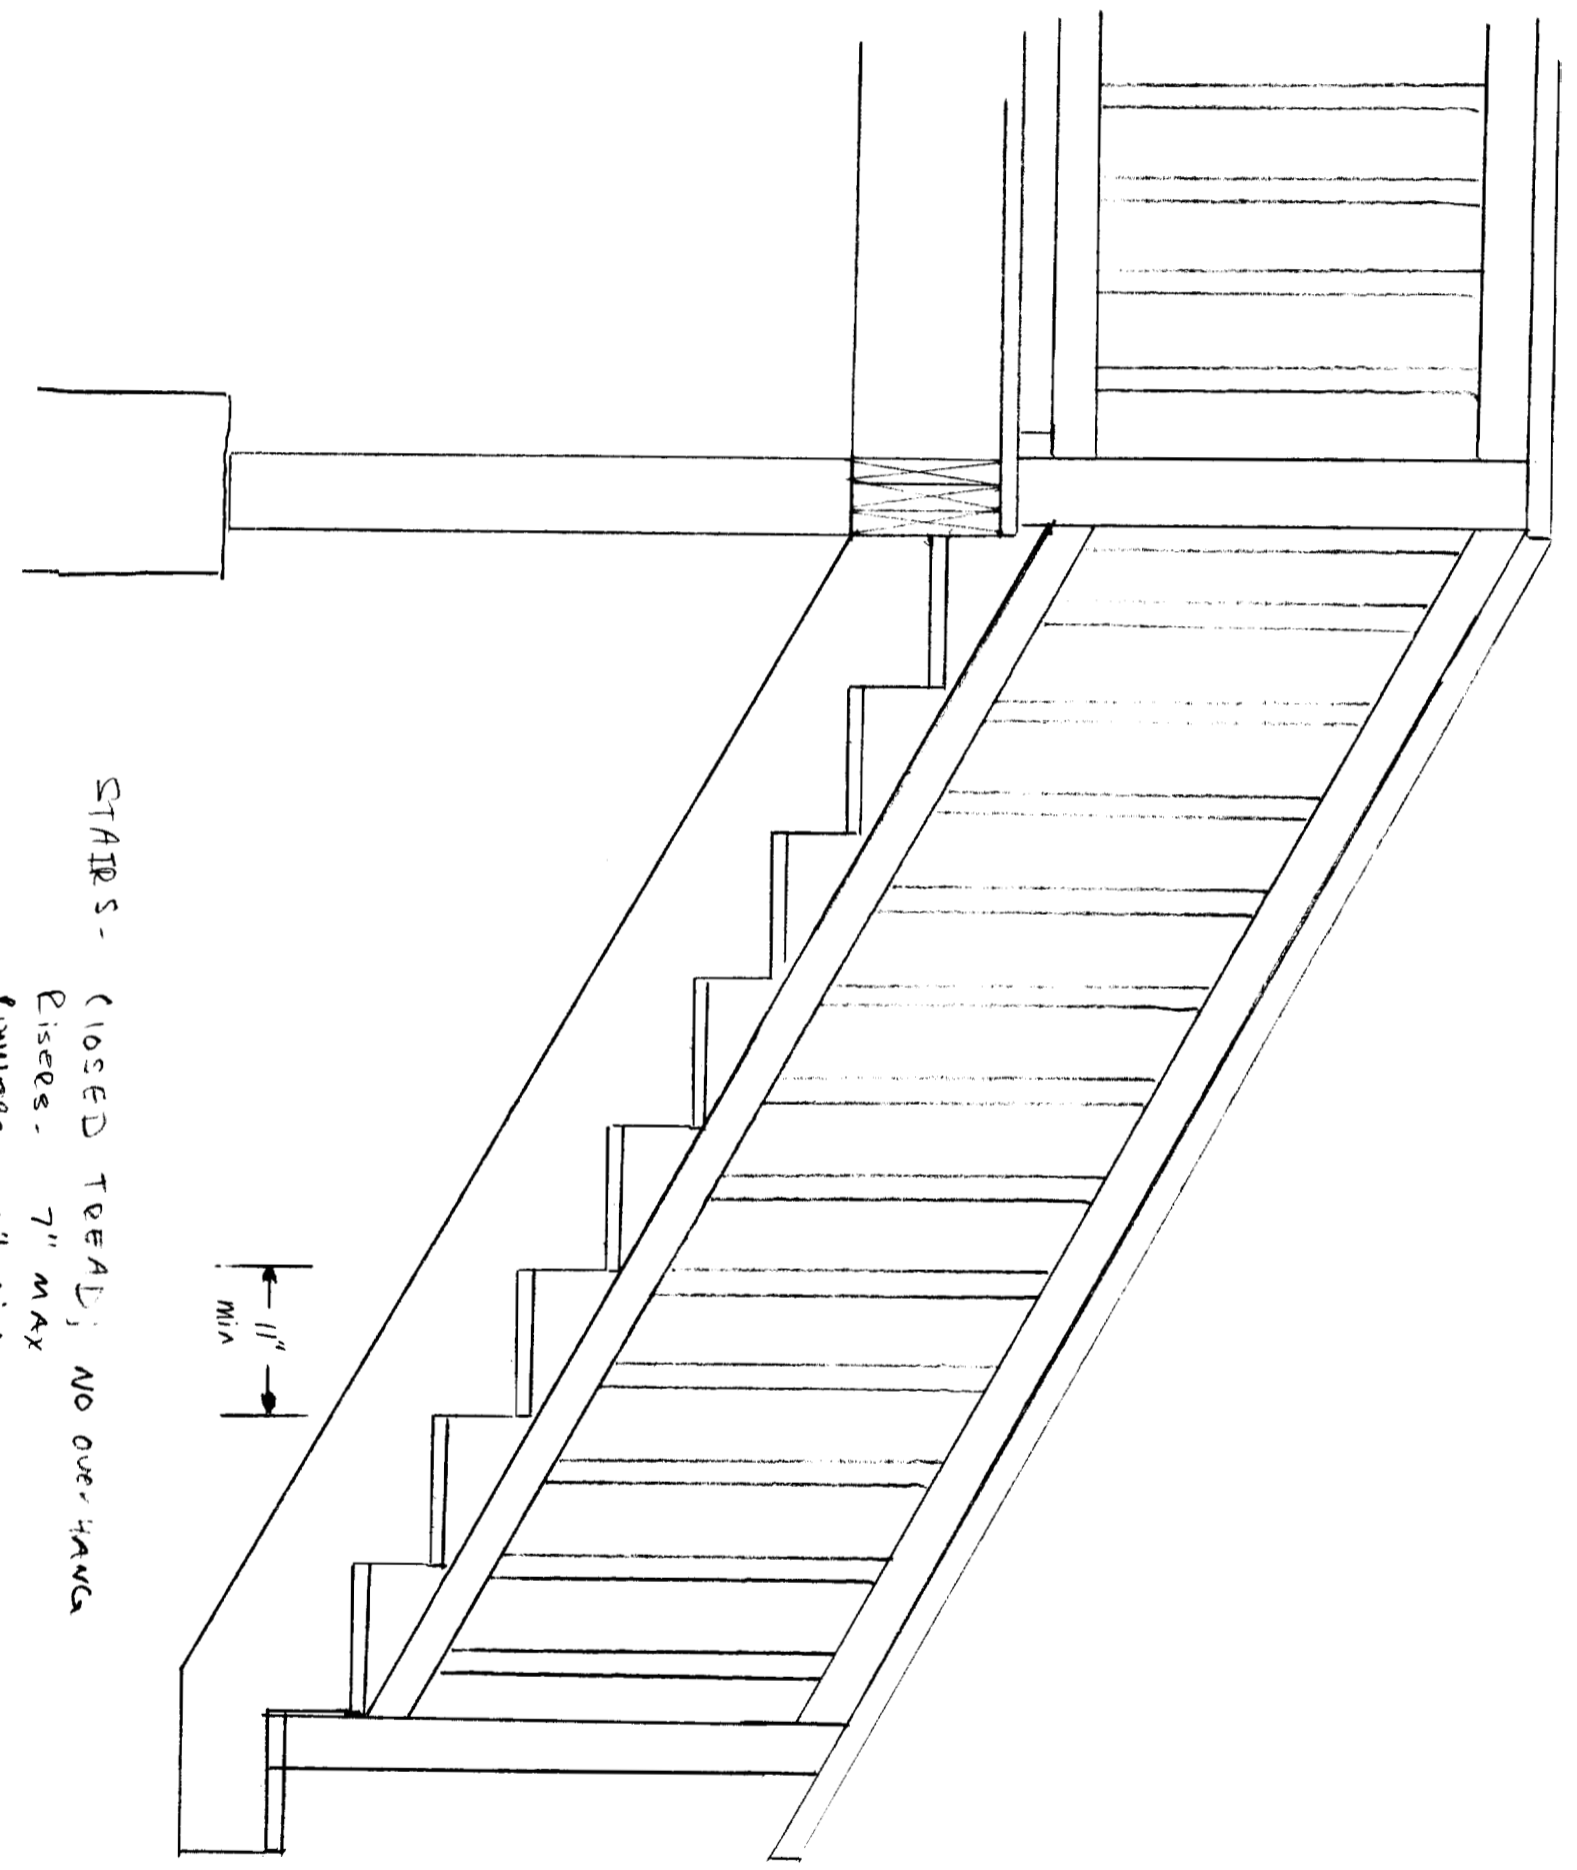 STAIRS - CLOSED TREAD; NO OVERHANG
RISERS - 7" MAX
11"
Min